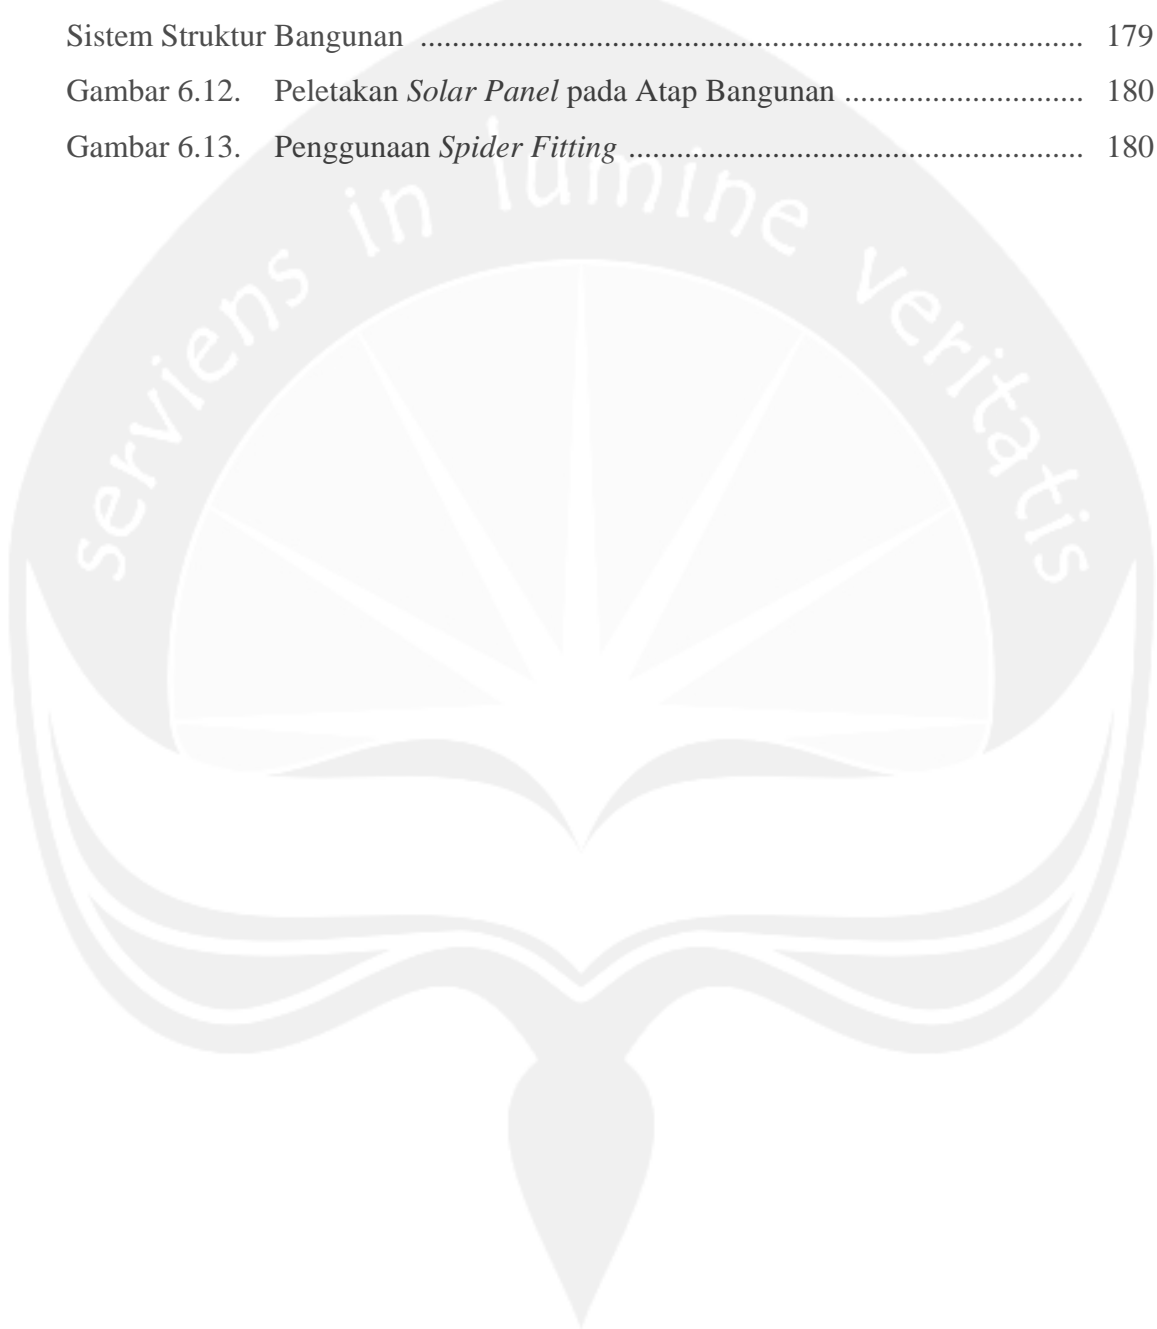 Sistem Struktur Bangunan ................................................................................... 179
Gambar 6.12. Peletakan Solar Panel pada Atap Bangunan .............................. 180
Gambar 6.13. Penggunaan Spider Fitting ...................................................... 180
serviens in lumine veritatis